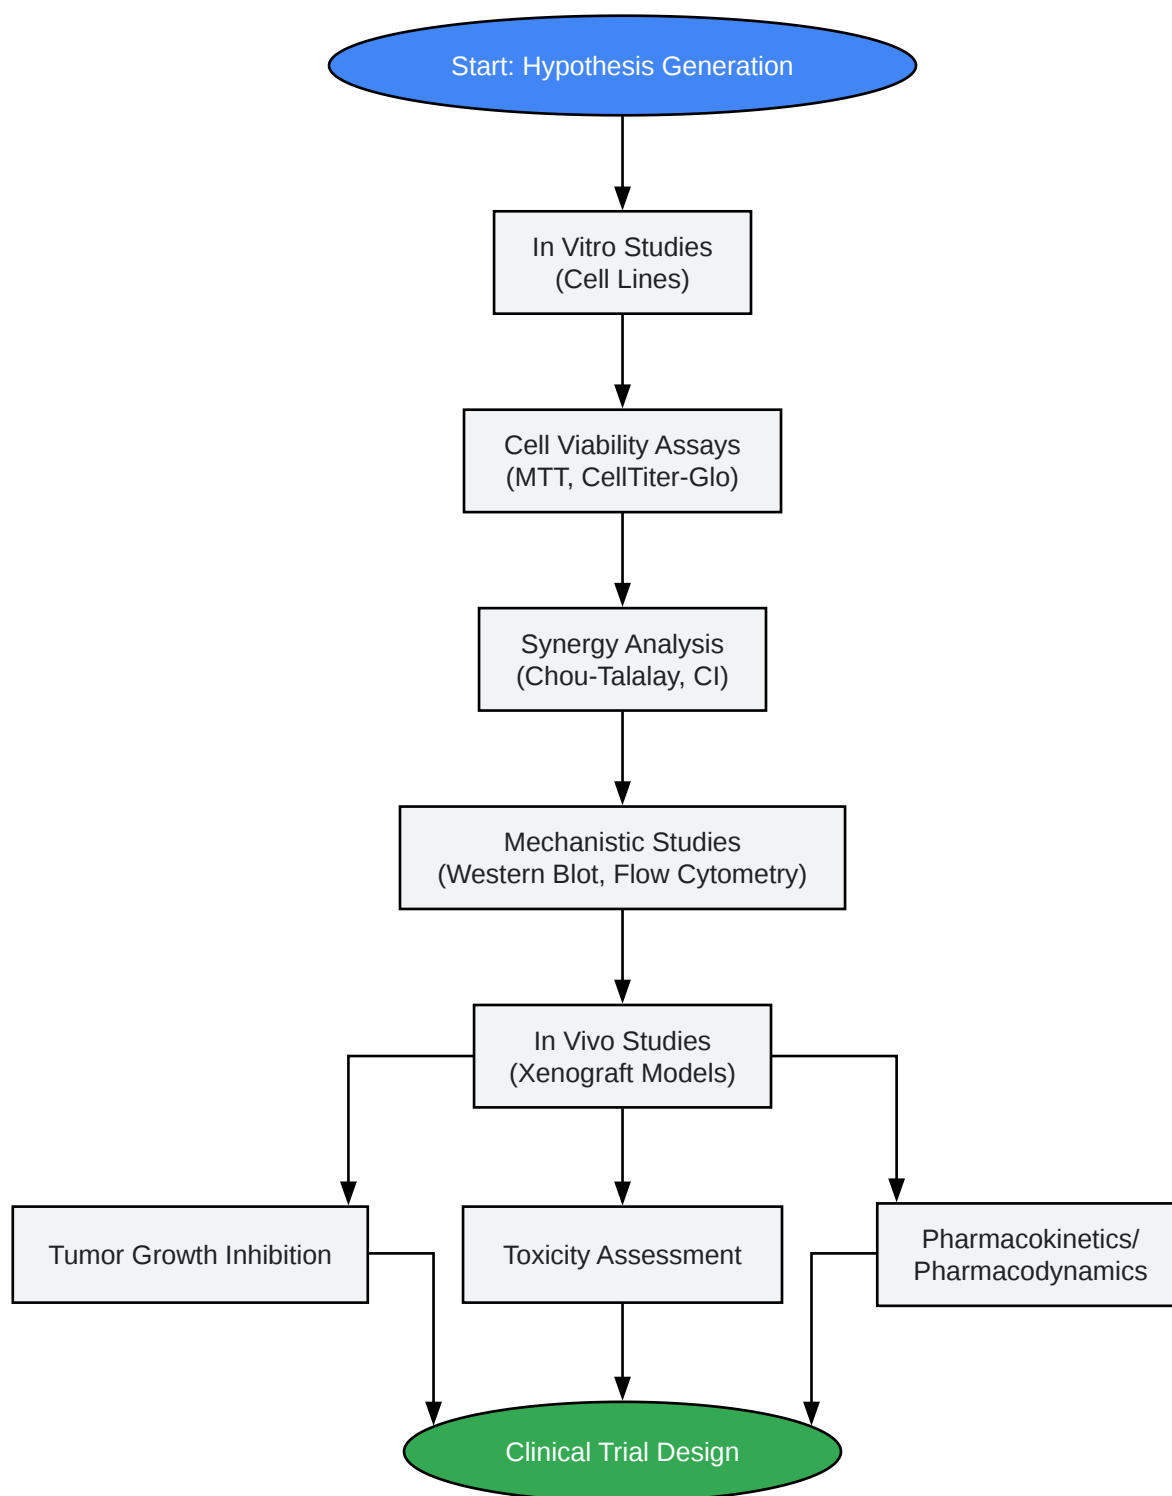 Start: Hypothesis Generation
In Vitro Studies
(Cell Lines)
Cell Viability Assays
(MTT, CellTiter-Glo)
Synergy Analysis
(Chou-Talalay, CI)
Mechanistic Studies
(Western Blot, Flow Cytometry)
In Vivo Studies
(Xenograft Models)
Tumor Growth Inhibition
Toxicity Assessment
Pharmacokinetics/
Pharmacodynamics
Clinical Trial Design